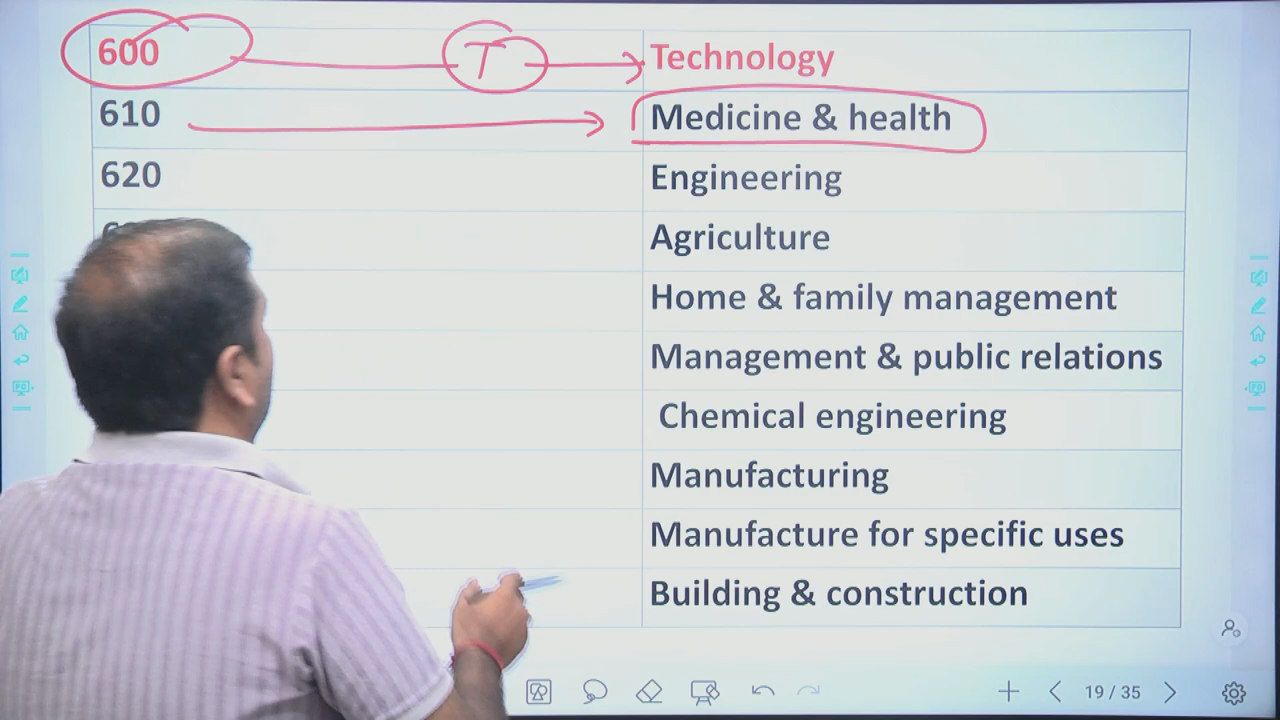 600 T Technology
610 Medicine & health
620 Engineering
Agriculture
Home & family management
Management & public relations
Chemical engineering
Manufacturing
Manufacture for specific uses
Building & construction
19 / 35